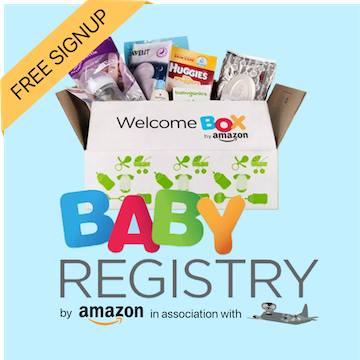 FREE SIGNUP
HUGGIES
Welcome BOX
by amazon
BABY
REGISTRY
by amazon in association with